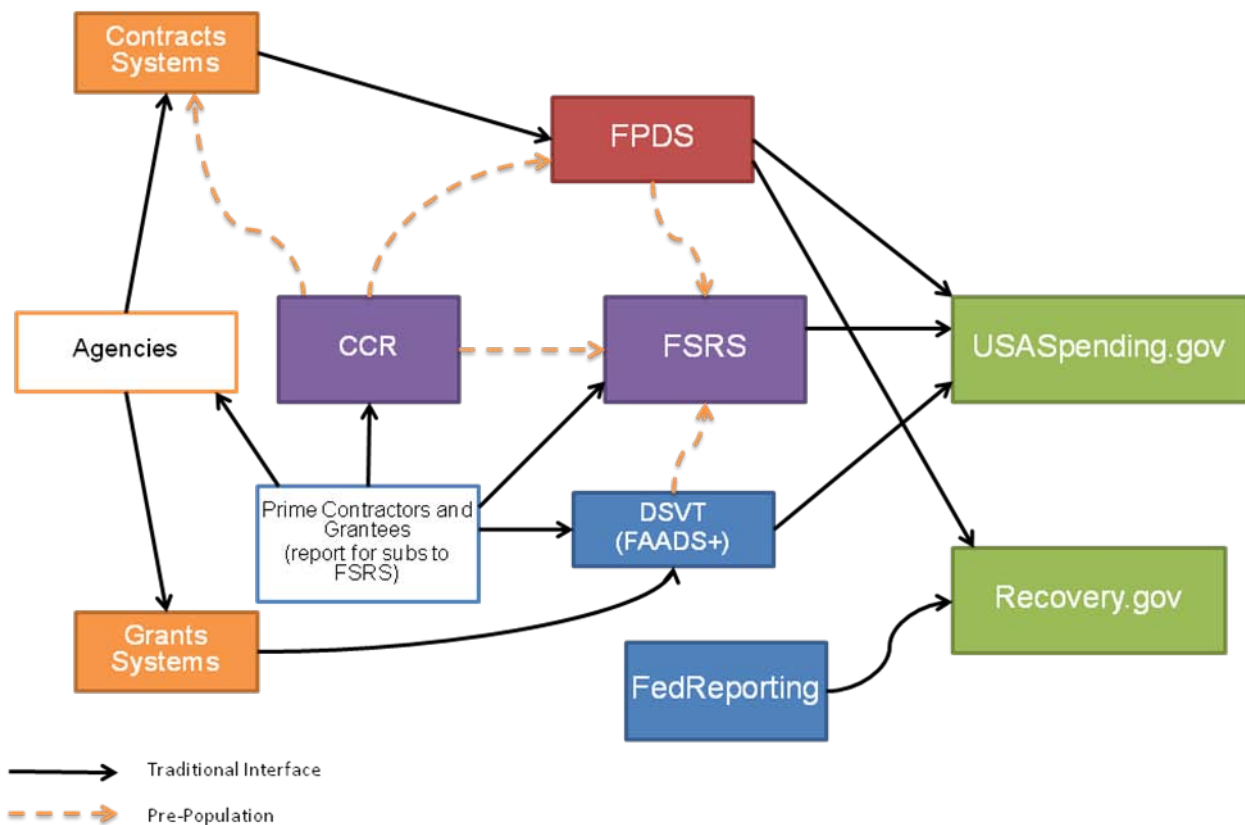 Contracts
Systems
FPDS
Agencies
CCR
FSRS
USASpending.gov
Prime Contractors and
Grantees
(report for subs to
FSRS)
DSVT
(FAADS+)
Recovery.gov
Grants
Systems
FedReporting
Traditional Interface
Pre-Population